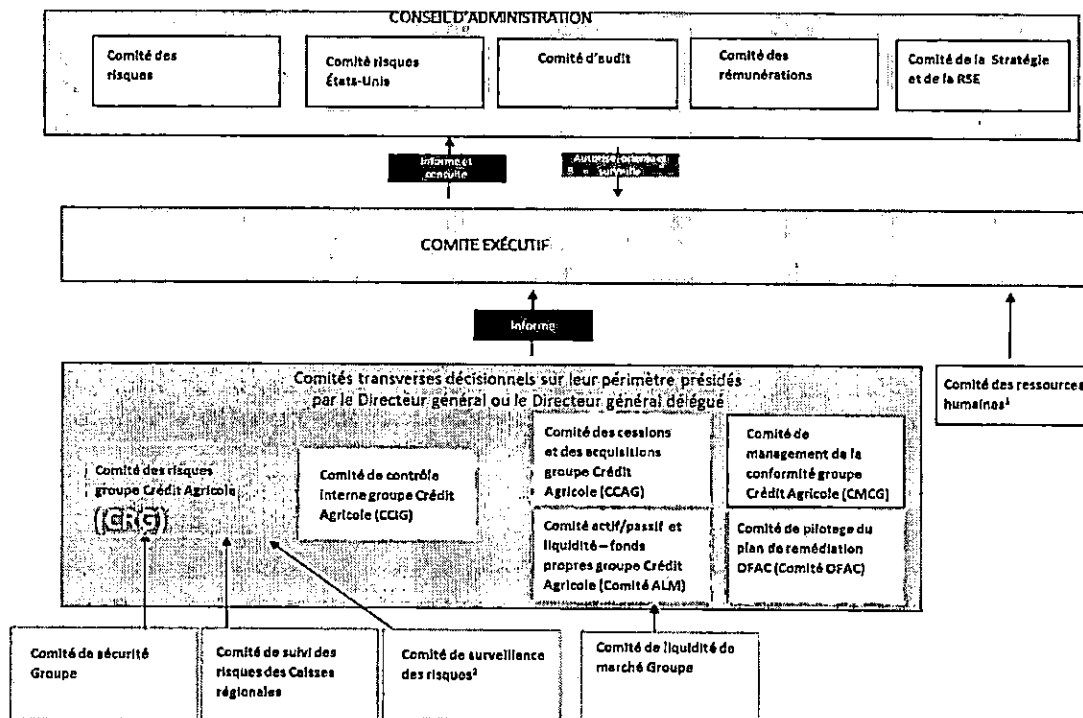 CONSEIL D'ADMINISTRATION
Comité des
risques
Comité risques
États-Unis
Comité d'audit
Comité des
rémunérations
Comité de la Stratégie
et de la RSE
Informe et
consulte
Autorise, oriente et
surveille
COMITE EXÉCUTIF
Informe
Comités transverses décisionnels sur leur périmètre présidés
par le Directeur général ou le Directeur général délégué
Comité des ressources
humaines¹
Comité des risques
groupe Crédit Agricole
(CRG)
Comité de contrôle
interne groupe Crédit
Agricole (CCIG)
Comité des cessions
et des acquisitions
groupe Crédit
Agricole (CCAG)
Comité de
management de la
conformité groupe
Crédit Agricole (CMCG)
Comité actif/passif et
liquidité – fonds
propres groupe Crédit
Agricole (Comité ALM)
Comité de pilotage du
plan de remédiation
OFAC (Comité OFAC)
Comité de sécurité
Groupe
Comité de suivi des
risques des Caisses
régionales
Comité de surveillance
des risques²
Comité de liquidité de
marché Groupe